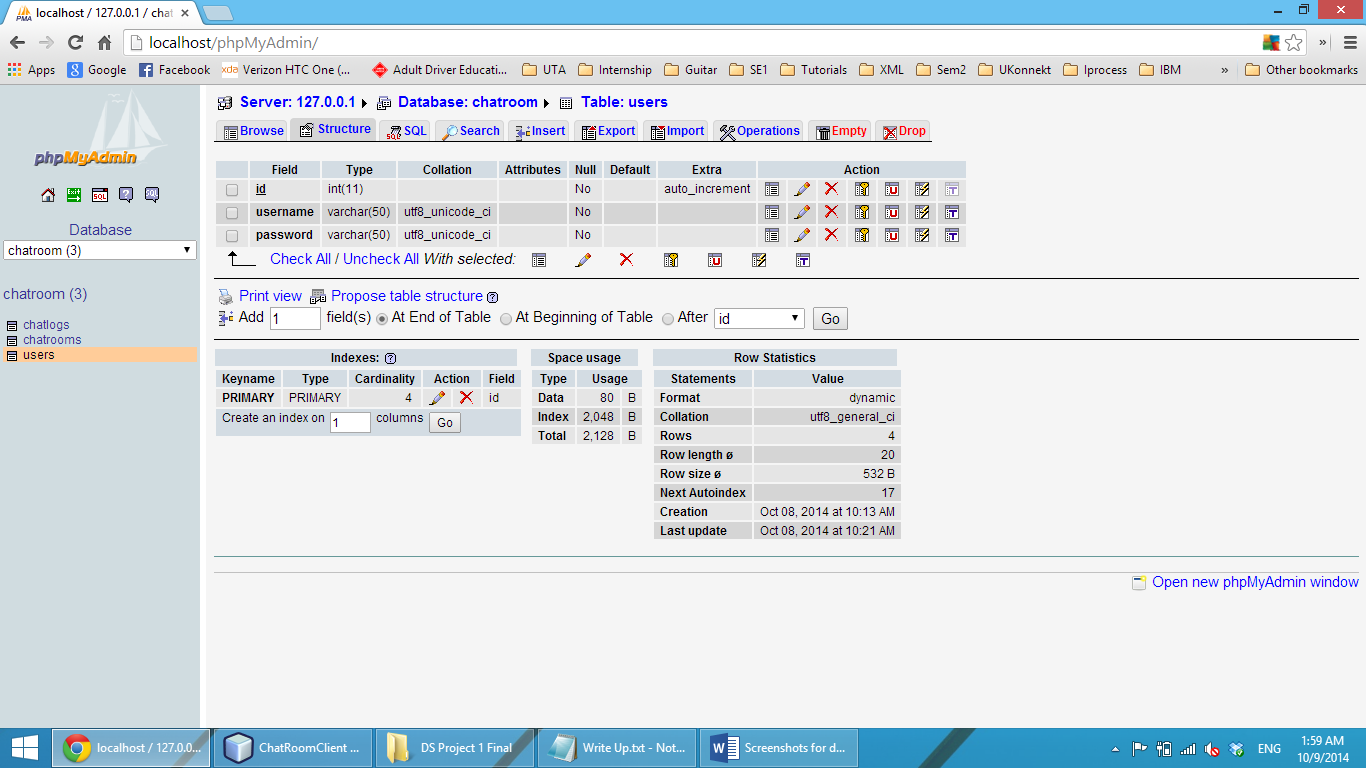 localhost / 127.0.0.1 / chat
localhost/phpMyAdmin/
Apps Google Facebook Verizon HTC One (... Adult Driver Educati... UTA Internship Guitar SE1 Tutorials XML Sem2 UKonnekt Iprocess IBM » Other bookmarks
phpMyAdmin
Database
chatroom (3)
chatroom (3)
chatlogs
chatrooms
users
Server: 127.0.0.1 Database: chatroom Table: users
Browse Structure SQL Search Insert Export Import Operations Empty Drop
Field Type Collation Attributes Null Default Extra Action
id int(11) No auto_increment
username varchar(50) utf8_unicode_ci No
password varchar(50) utf8_unicode_ci No
Check All / Uncheck All With selected:
Print view Propose table structure
Add 1 field(s) At End of Table At Beginning of Table After id Go
Indexes:
Keyname Type Cardinality Action Field
PRIMARY PRIMARY 4 id
Create an index on 1 columns Go
Space usage
Type Usage
Data 80 B
Index 2,048 B
Total 2,128 B
Row Statistics
Statements Value
Format dynamic
Collation utf8_general_ci
Rows 4
Row length ø 20
Row size ø 532 B
Next Autoindex 17
Creation Oct 08, 2014 at 10:13 AM
Last update Oct 08, 2014 at 10:21 AM
Open new phpMyAdmin window
localhost / 127.0.0... ChatRoomClient ... DS Project 1 Final Write Up.txt - Not... Screenshots for d... ENG 1:59 AM
10/9/2014